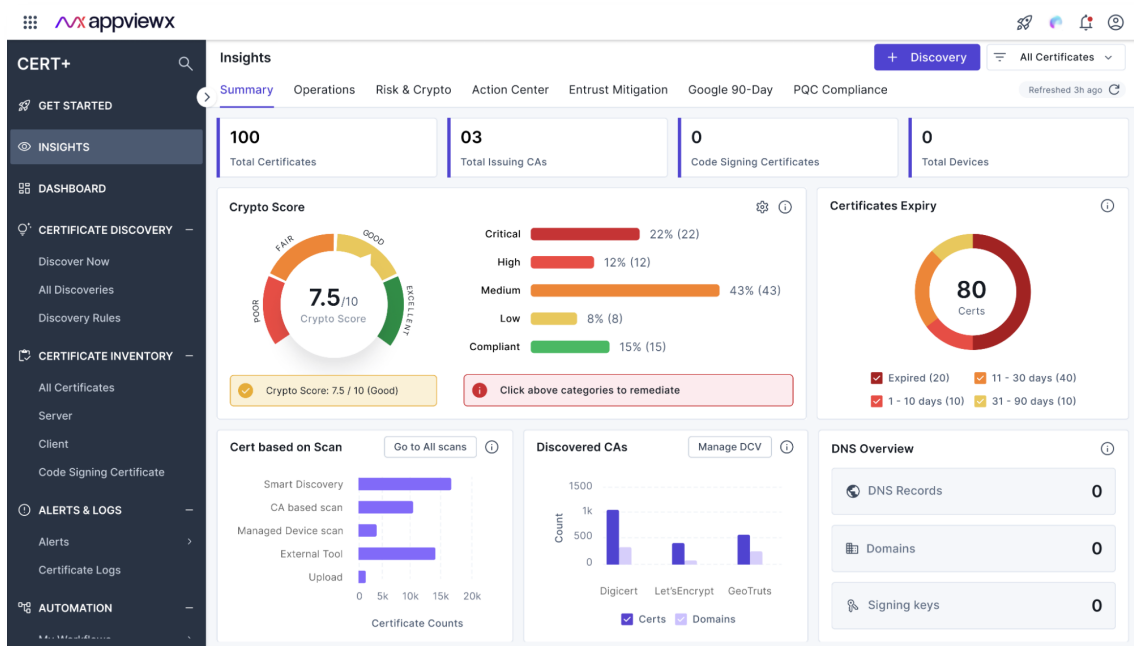 appviewx
CERT+
GET STARTED
INSIGHTS
DASHBOARD
CERTIFICATE DISCOVERY
Discover Now
All Discoveries
Discovery Rules
CERTIFICATE INVENTORY
All Certificates
Server
Client
Code Signing Certificate
ALERTS & LOGS
Alerts
Certificate Logs
AUTOMATION
My Workflows
Insights
+ Discovery
All Certificates
Summary Operations Risk & Crypto Action Center Entrust Mitigation Google 90-Day PQC Compliance
Refreshed 3h ago
100
Total Certificates
03
Total Issuing CAs
0
Code Signing Certificates
0
Total Devices
Crypto Score
POOR
FAIR
GOOD
EXCELLENT
7.5/10
Crypto Score
Critical 22% (22)
High 12% (12)
Medium 43% (43)
Low 8% (8)
Compliant 15% (15)
Crypto Score: 7.5 / 10 (Good)
Click above categories to remediate
Certificates Expiry
80
Certs
Expired (20) 11 - 30 days (40)
1 - 10 days (10) 31 - 90 days (10)
Cert based on Scan
Go to All scans
Smart Discovery
CA based scan
Managed Device scan
External Tool
Upload
0 5k 10k 15k 20k
Certificate Counts
Discovered CAs
Manage DCV
Count
1500
1k
500
0
Digicert Let'sEncrypt GeoTruts
Certs Domains
DNS Overview
DNS Records 0
Domains 0
Signing keys 0